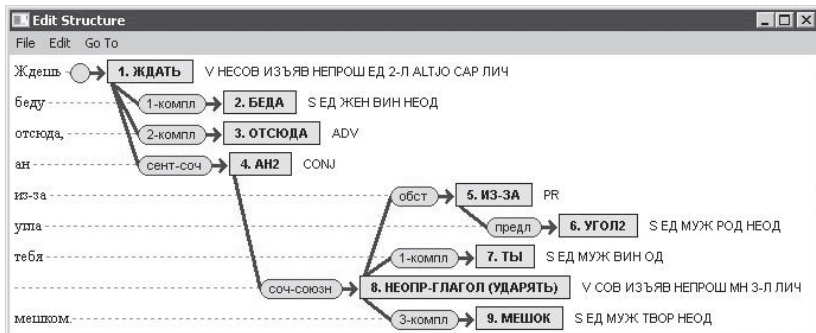 Edit Structure
File Edit Go To
Ждешь 1. ЖДАТЬ V НЕСОВ ИЗЪЯВ НЕПРОШ ЕД 2-Л ALTJO CAP ЛИЧ
беду 1-компл 2. БЕДА S ЕД ЖЕН ВИН НЕОД
отсюда, 2-компл 3. ОТСЮДА ADV
ан сент-соч 4. АН2 CONJ
из-за обст 5. ИЗ-ЗА PR
угла предл 6. УГОЛ2 S ЕД МУЖ РОД НЕОД
тебя 1-компл 7. ТЫ S ЕД МУЖ ВИН ОД
соч-союзн 8. НЕОПР-ГЛАГОЛ (УДАРЯТЬ) V СОВ ИЗЪЯВ НЕПРОШ МН 3-Л ЛИЧ
мешком. 3-компл 9. МЕШОК S ЕД МУЖ ТВОР НЕОД